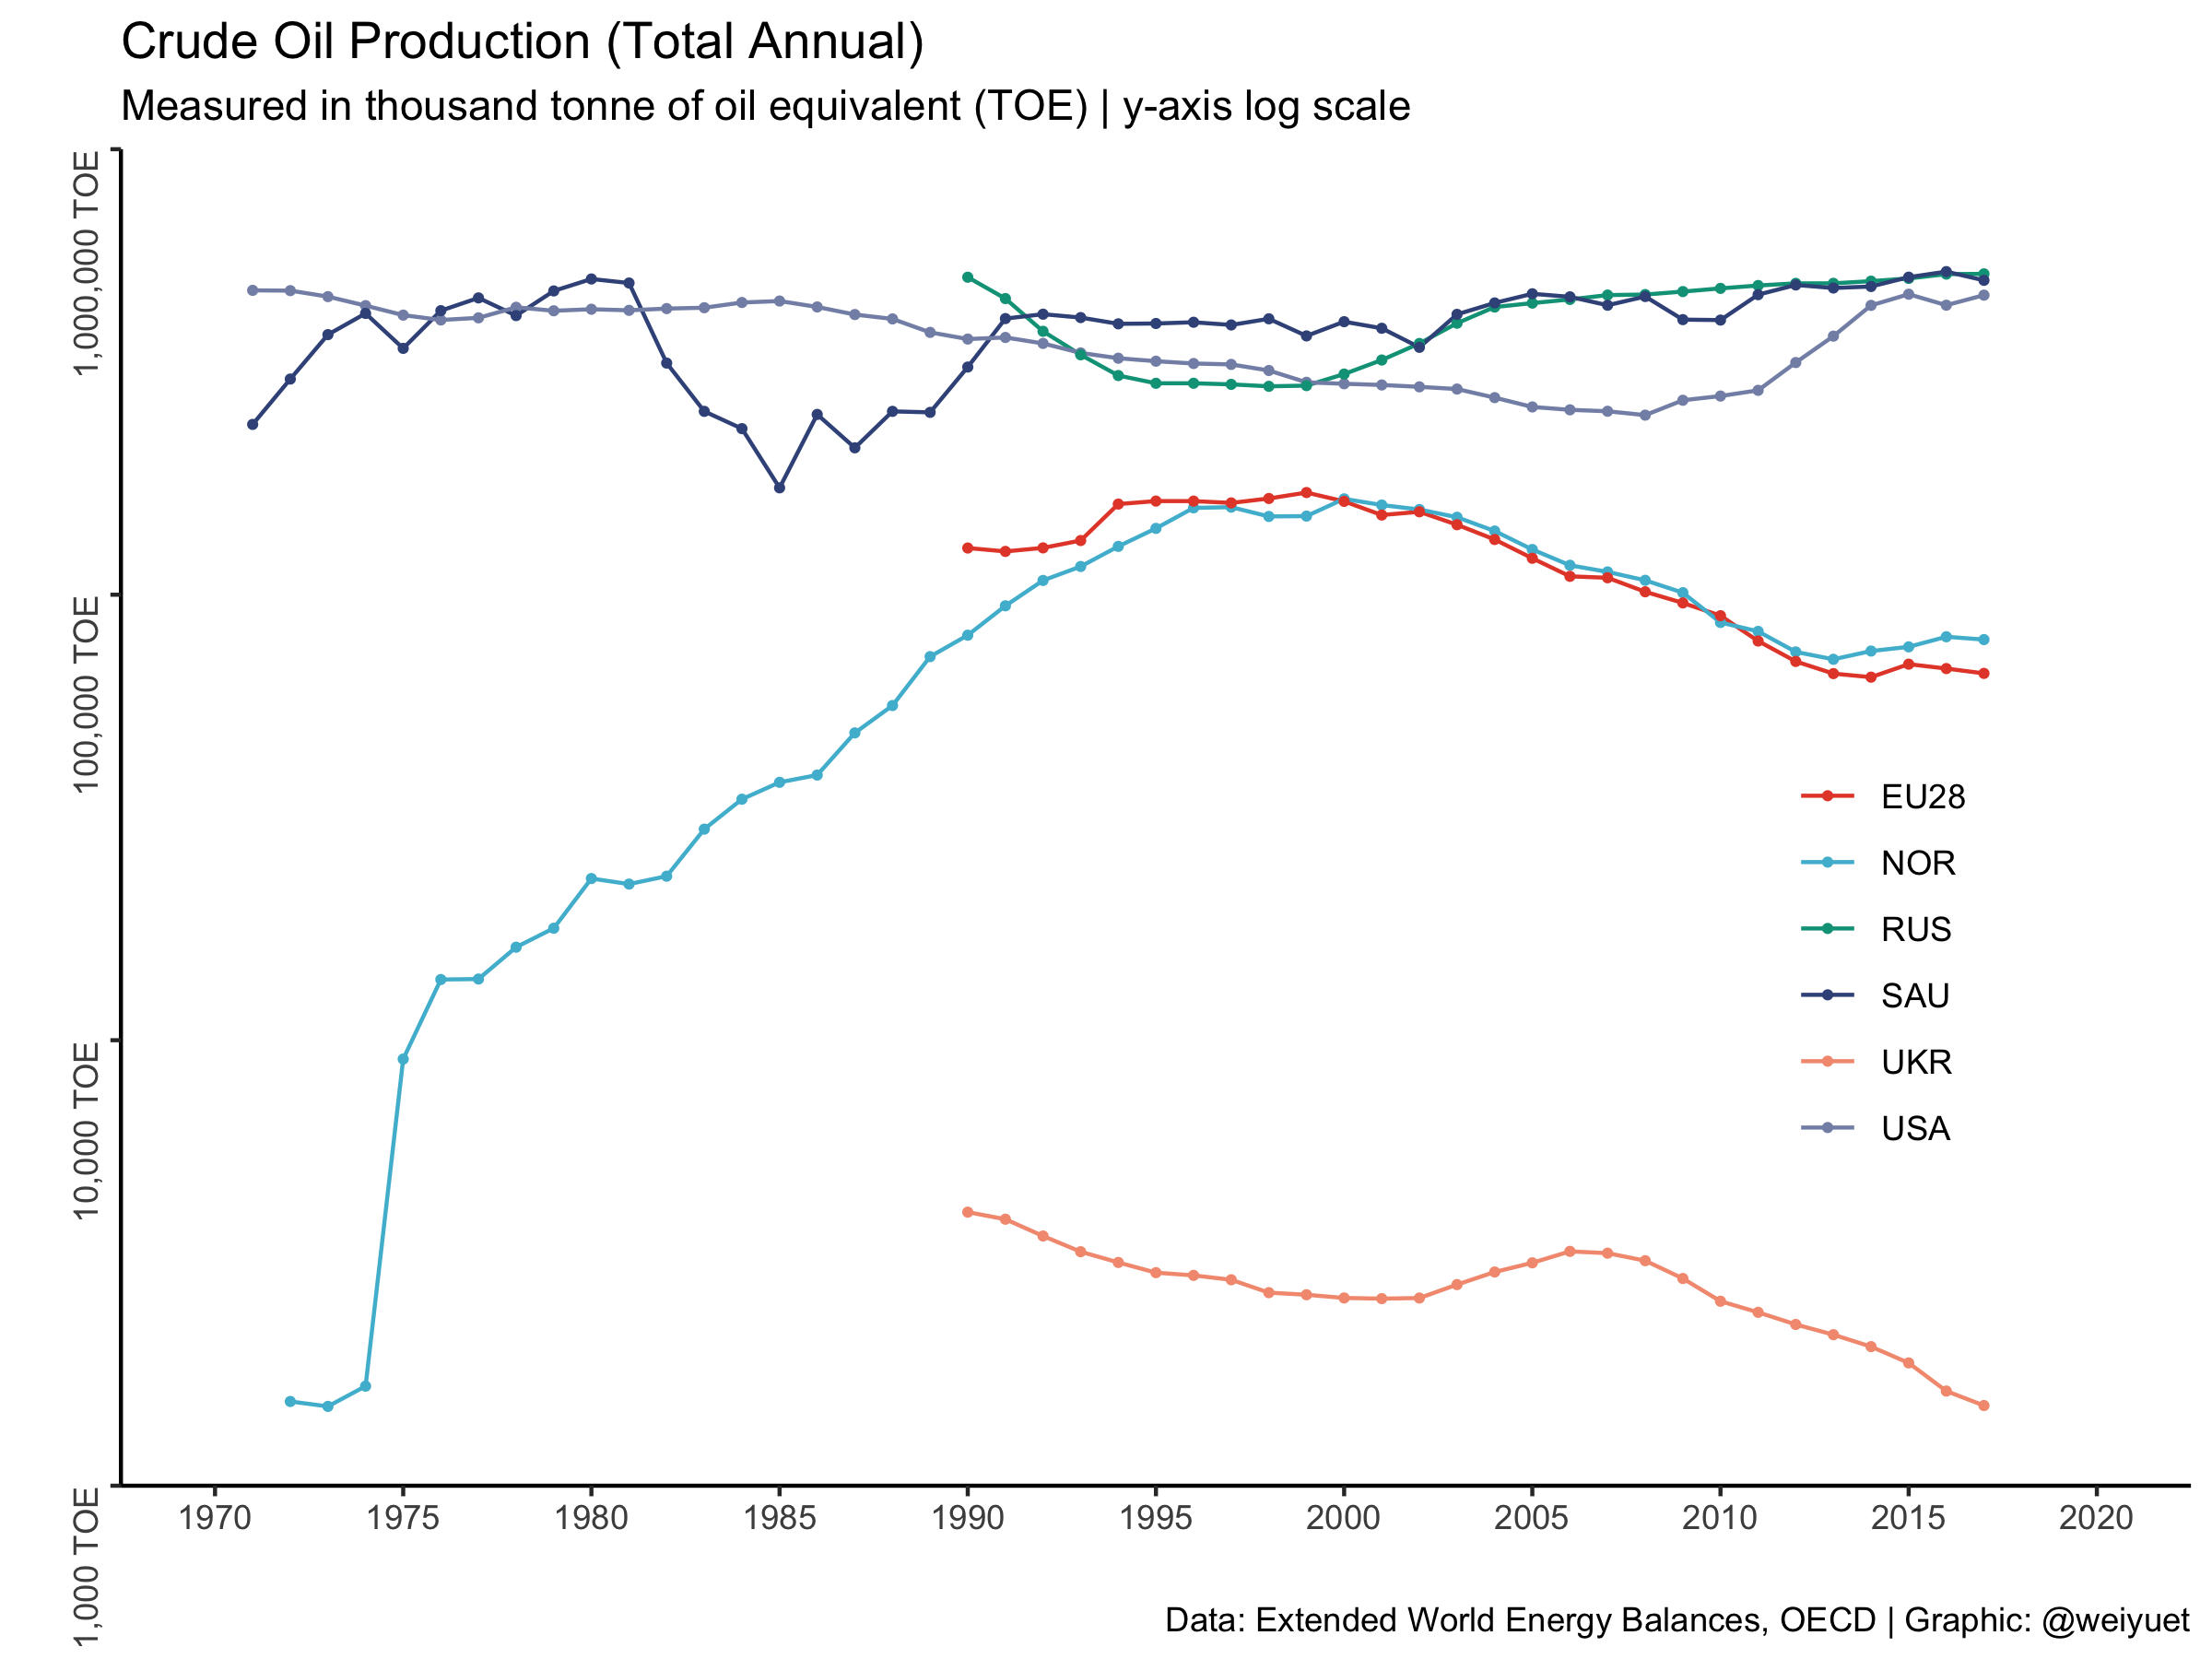 Crude Oil Production (Total Annual)
Measured in thousand tonne of oil equivalent (TOE) | y-axis log scale
1,000,000 TOE
100,000 TOE
10,000 TOE
1,000 TOE
EU28
NOR
RUS
SAU
UKR
USA
1970 1975 1980 1985 1990 1995 2000 2005 2010 2015 2020
Data: Extended World Energy Balances, OECD | Graphic: @weiyuet